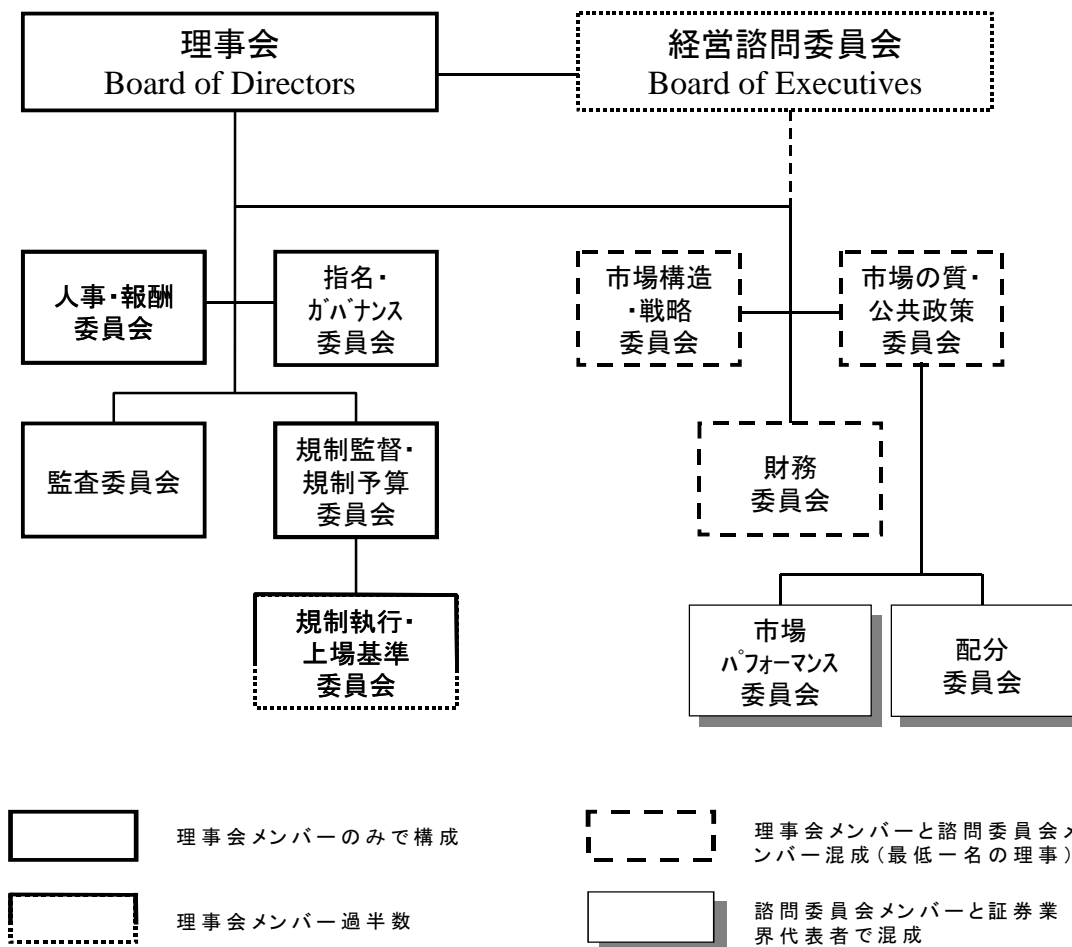 理事会
Board of Directors
経営諮問委員会
Board of Executives
人事・報酬
委員会
指名・
ガバナンス
委員会
市場構造
・戦略
委員会
市場の質・
公共政策
委員会
監査委員会
規制監督・
規制予算
委員会
財務
委員会
規制執行・
上場基準
委員会
市場
パフォーマンス
委員会
配分
委員会
理事会メンバーのみで構成
理事会メンバーと諮問委員会メ
ンバー混成(最低一名の理事)
理事会メンバー過半数
諮問委員会メンバーと証券業
界代表者で混成